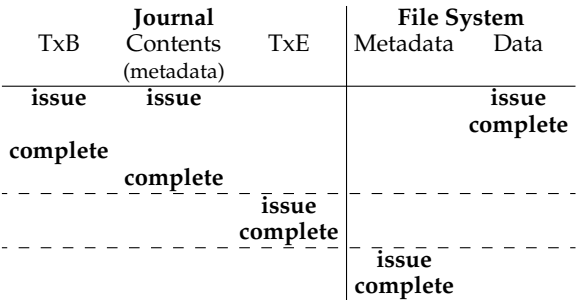 Journal File System
TxB Contents TxE Metadata Data
(metadata)
issue issue issue
complete
complete
complete
issue
complete
issue
complete